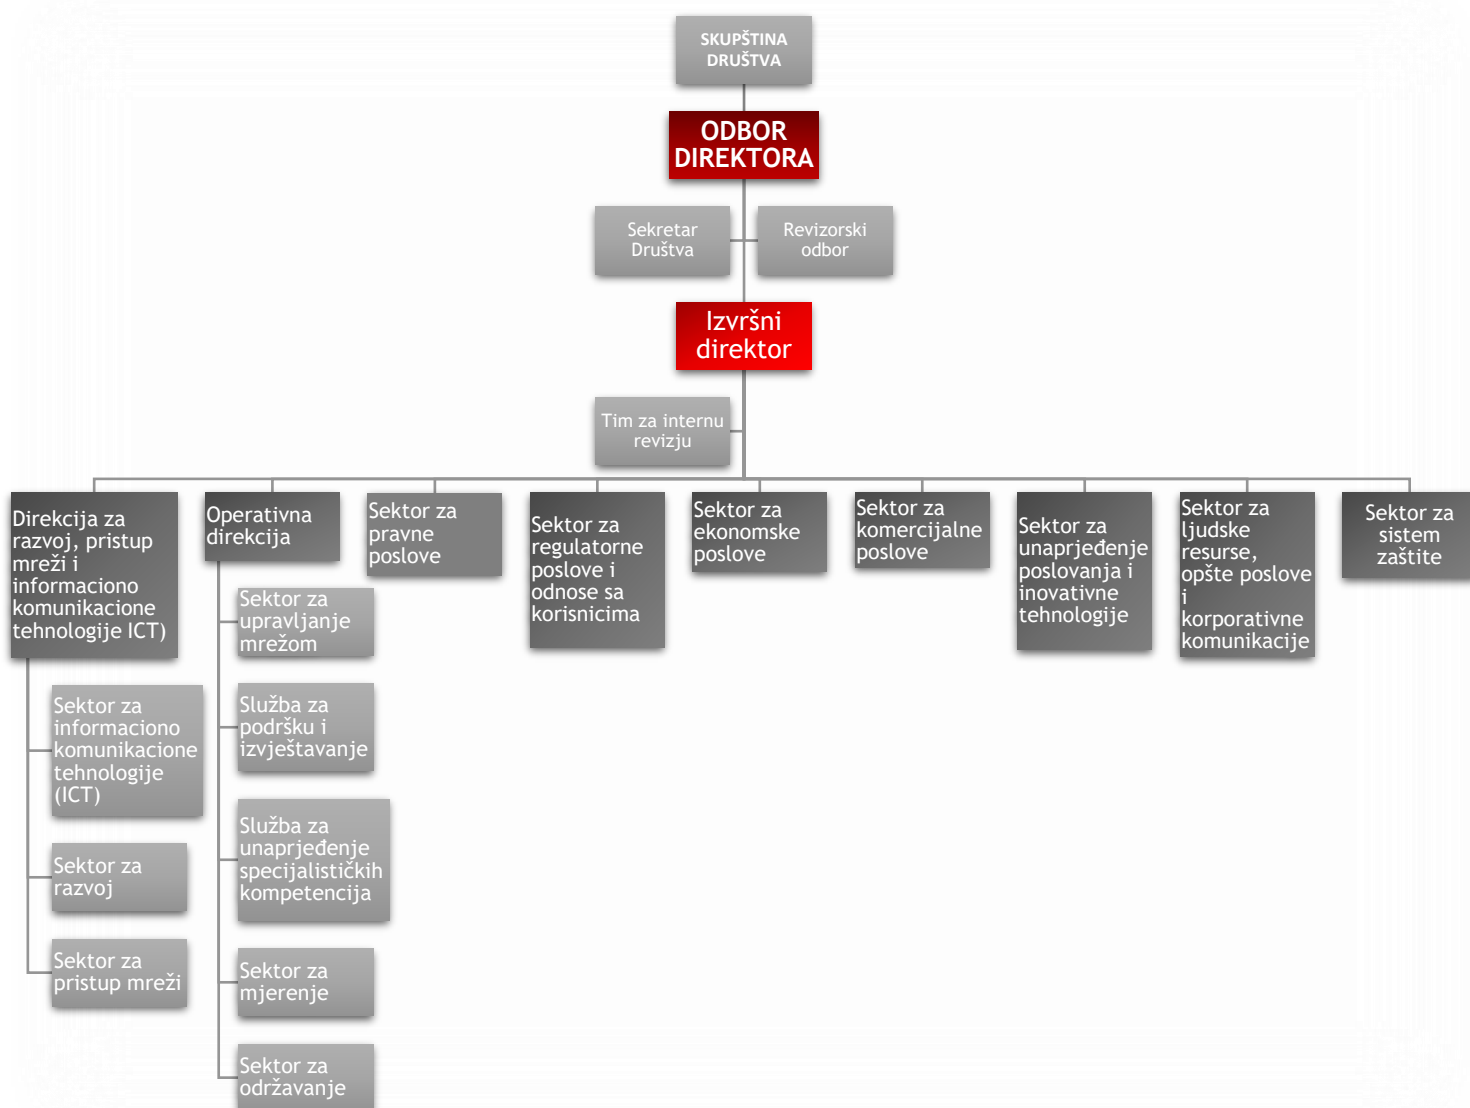 SKUPŠTINA
DRUŠTVA
ODBOR
DIREKTORA
Sekretar
Društva
Revizorski
odbor
Izvršni
direktor
Tim za internu
revizju
Direkcija za
razvoj, pristup
mreži i
informaciono
komunikacione
tehnologije ICT)
Sektor za
informaciono
komunikacione
tehnologije
(ICT)
Sektor za
razvoj
Sektor za
pristup mreži
Operativna
direkcija
Sektor za
upravljanje
mrežom
Služba za
podršku i
izvještavanje
Služba za
unaprjeđenje
specijalističkih
kompetencija
Sektor za
mjerenje
Sektor za
održavanje
Sektor za
pravne
poslove
Sektor za
regulatorne
poslove i
odnose sa
korisnicima
Sektor za
ekonomske
poslove
Sektor za
komercijalne
poslove
Sektor za
unaprjeđenje
poslovanja i
inovativne
tehnologije
Sektor za
ljudske
resurse,
opšte poslove
i
korporativne
komunikacije
Sektor za
sistem
zaštite